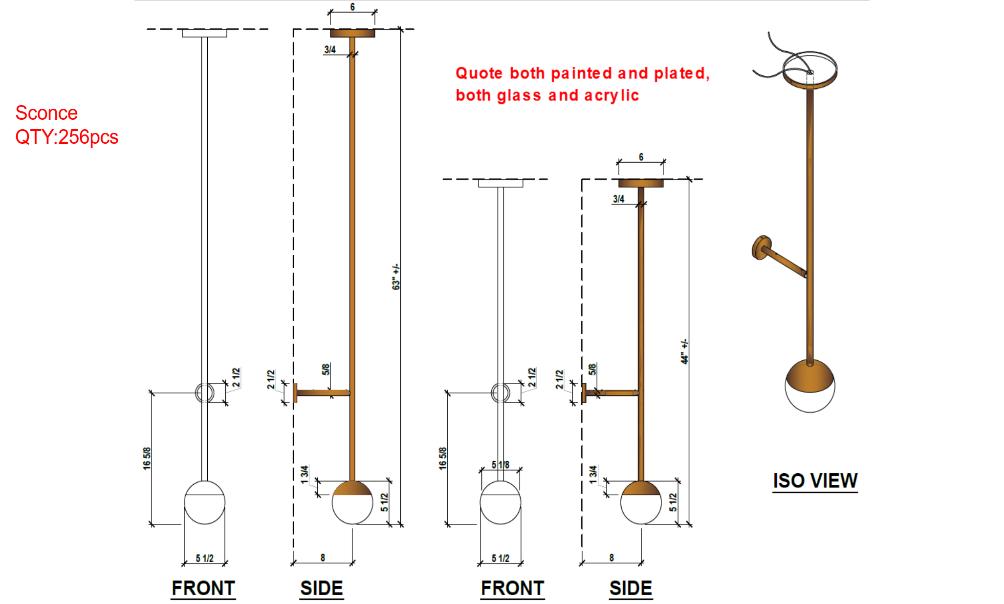 Sconce
QTY:256pcs
Quote both painted and plated,
both glass and acrylic
6
3/4
63" +/-
2 1/2
2 1/2
5/8
16 5/8
1 3/4
5 1/2
5 1/2
8
FRONT
SIDE
6
3/4
44" +/-
2 1/2
2 1/2
5/8
16 5/8
5 1/8
1 3/4
5 1/2
5 1/2
8
FRONT
SIDE
ISO VIEW